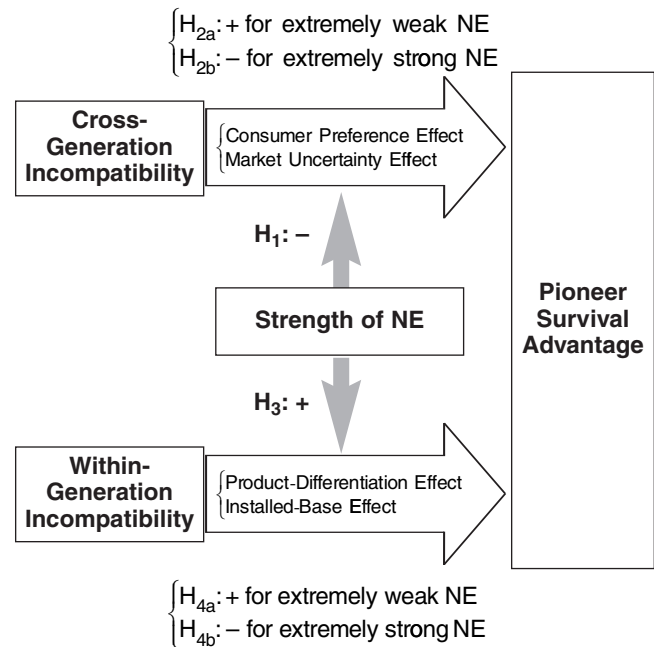 H2a: + for extremely weak NE
H2b: – for extremely strong NE
Cross-
Generation
Incompatibility
Consumer Preference Effect
Market Uncertainty Effect
H1: –
Strength of NE
Pioneer
Survival
Advantage
H3: +
Within-
Generation
Incompatibility
Product-Differentiation Effect
Installed-Base Effect
H4a: + for extremely weak NE
H4b: – for extremely strong NE